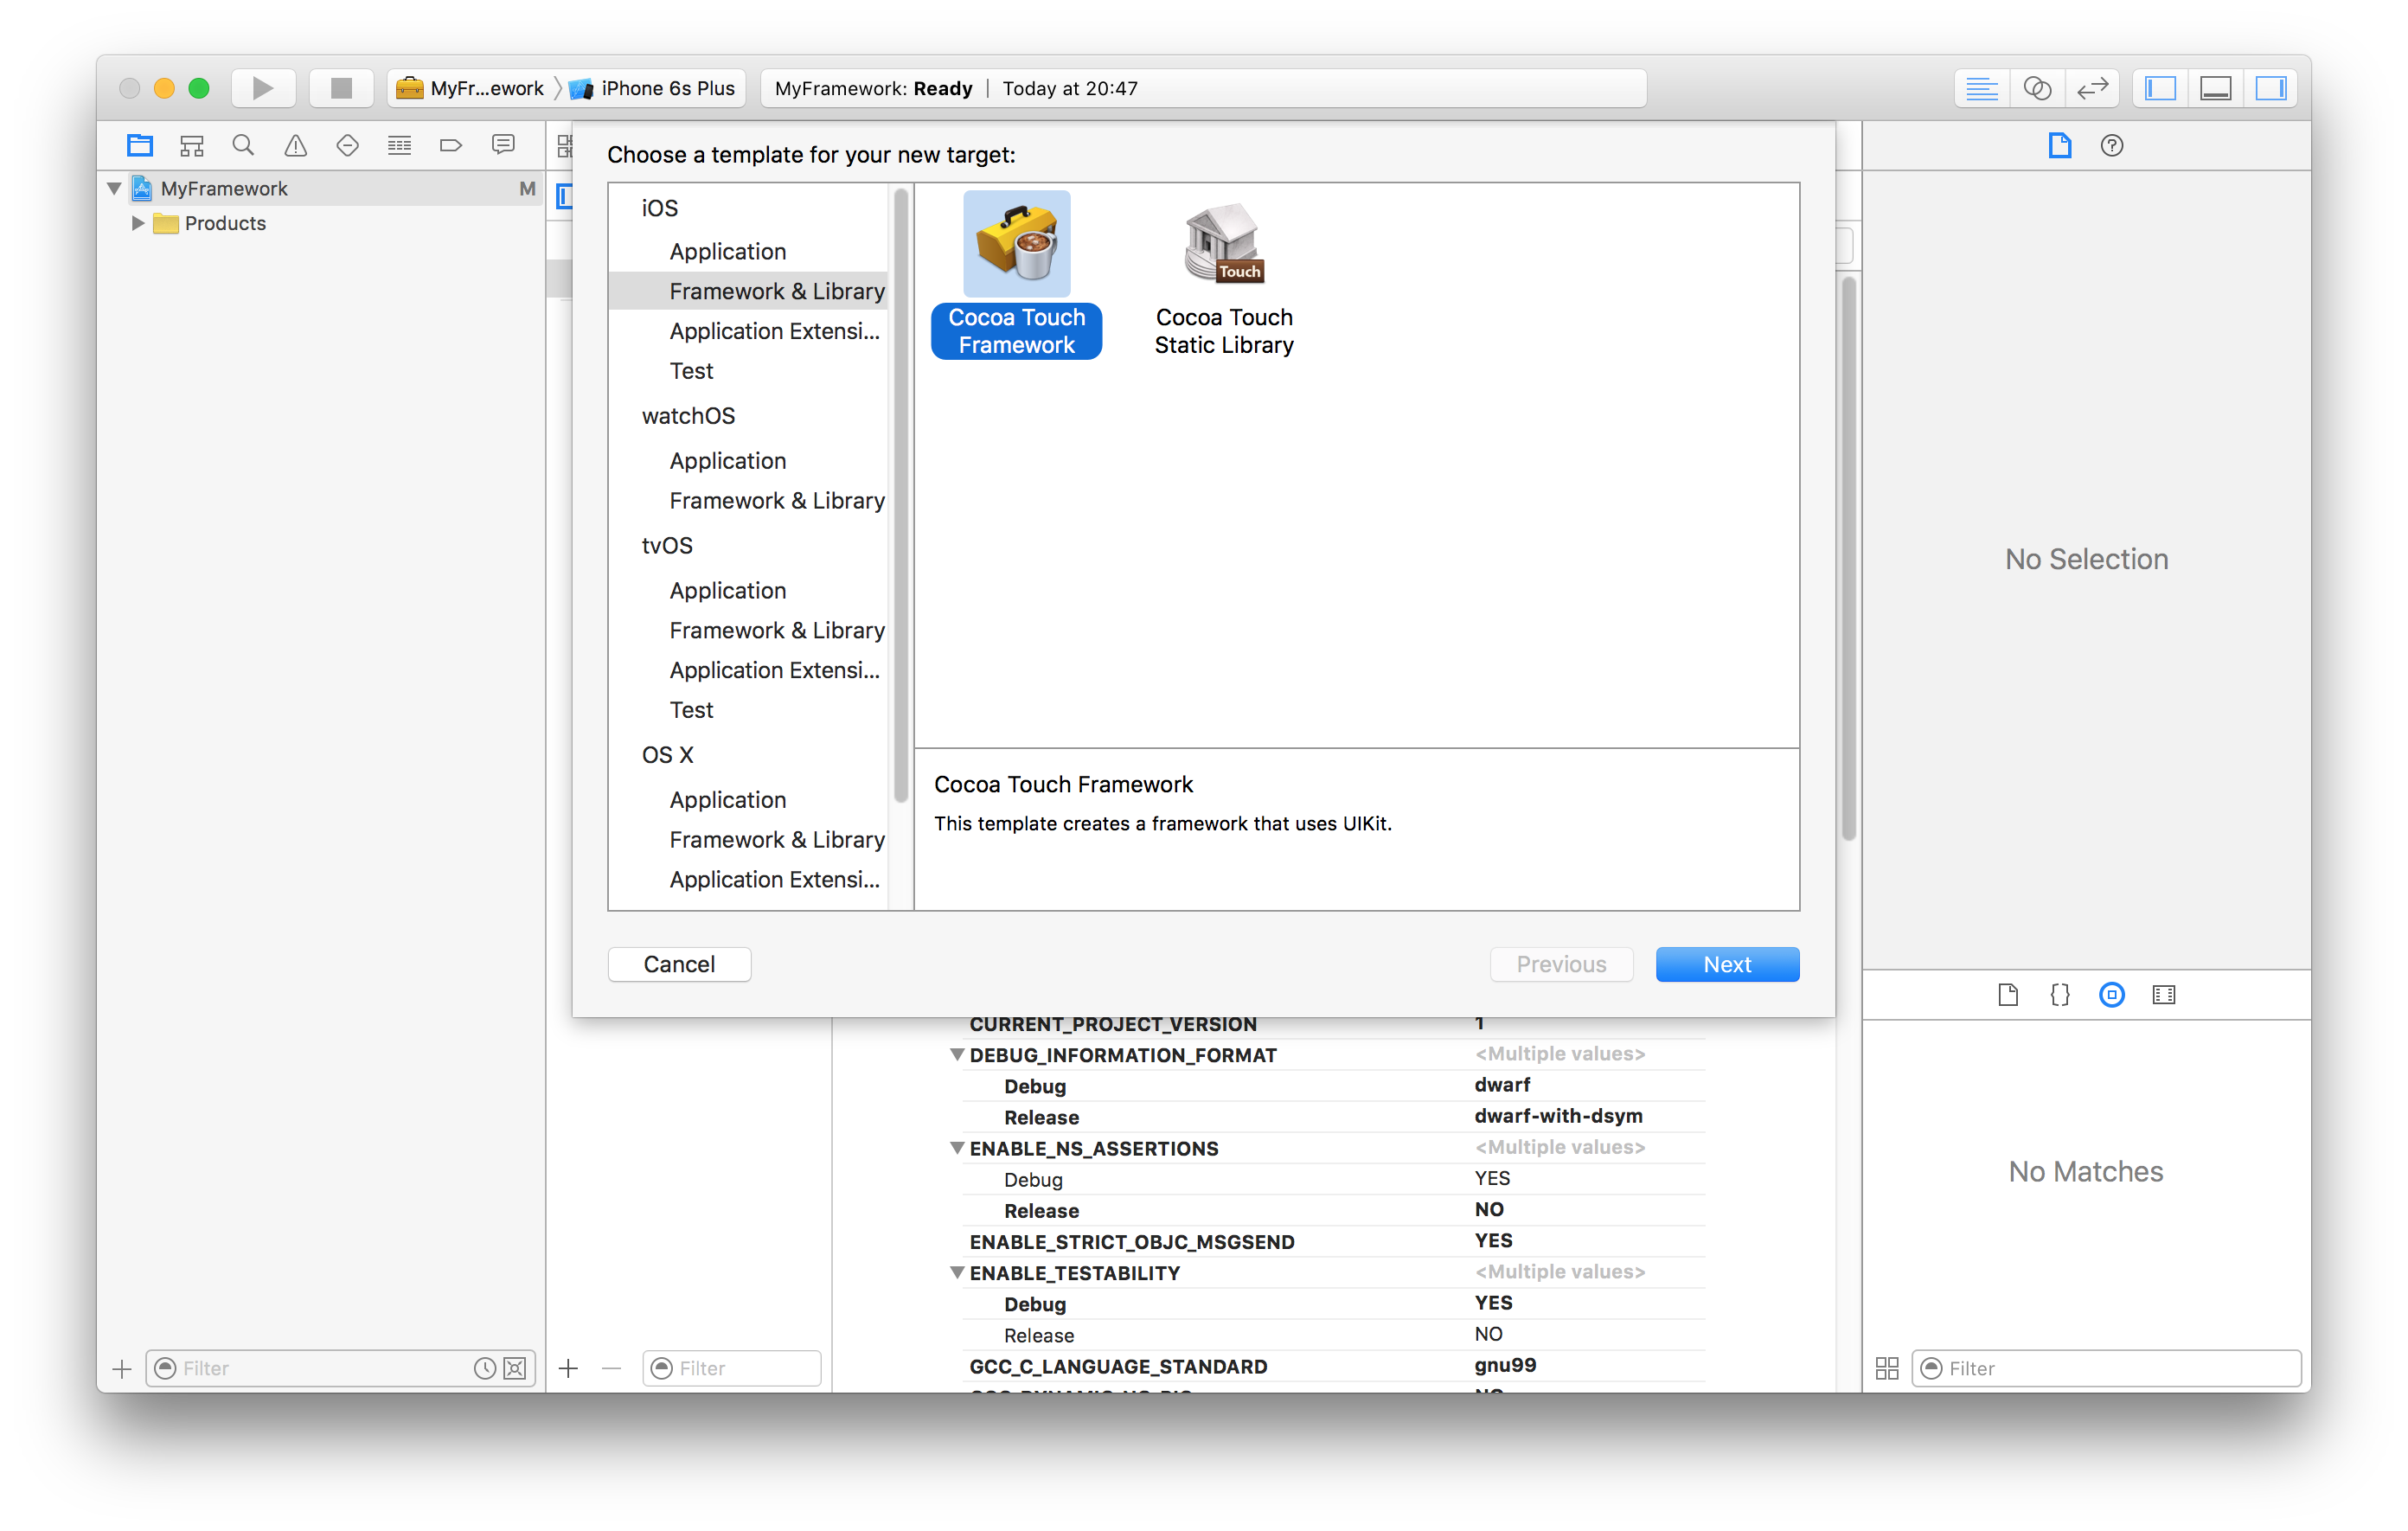 MyFr...ework
iPhone 6s Plus
MyFramework: Ready | Today at 20:47
MyFramework
M
Products
Choose a template for your new target:
iOS
Application
Framework & Library
Application Extensi...
Test
watchOS
Application
Framework & Library
tvOS
Application
Framework & Library
Application Extensi...
Test
OS X
Application
Framework & Library
Application Extensi...
Cocoa Touch
Framework
Touch
Cocoa Touch
Static Library
Cocoa Touch Framework
This template creates a framework that uses UIKit.
Cancel
Previous
Next
No Selection
CURRENT_PROJECT_VERSION 1
DEBUG_INFORMATION_FORMAT <Multiple values>
Debug dwarf
Release dwarf-with-dsym
ENABLE_NS_ASSERTIONS <Multiple values>
Debug YES
Release NO
ENABLE_STRICT_OBJC_MSGSEND YES
ENABLE_TESTABILITY <Multiple values>
Debug YES
Release NO
GCC_C_LANGUAGE_STANDARD gnu99
No Matches
Filter
Filter
Filter